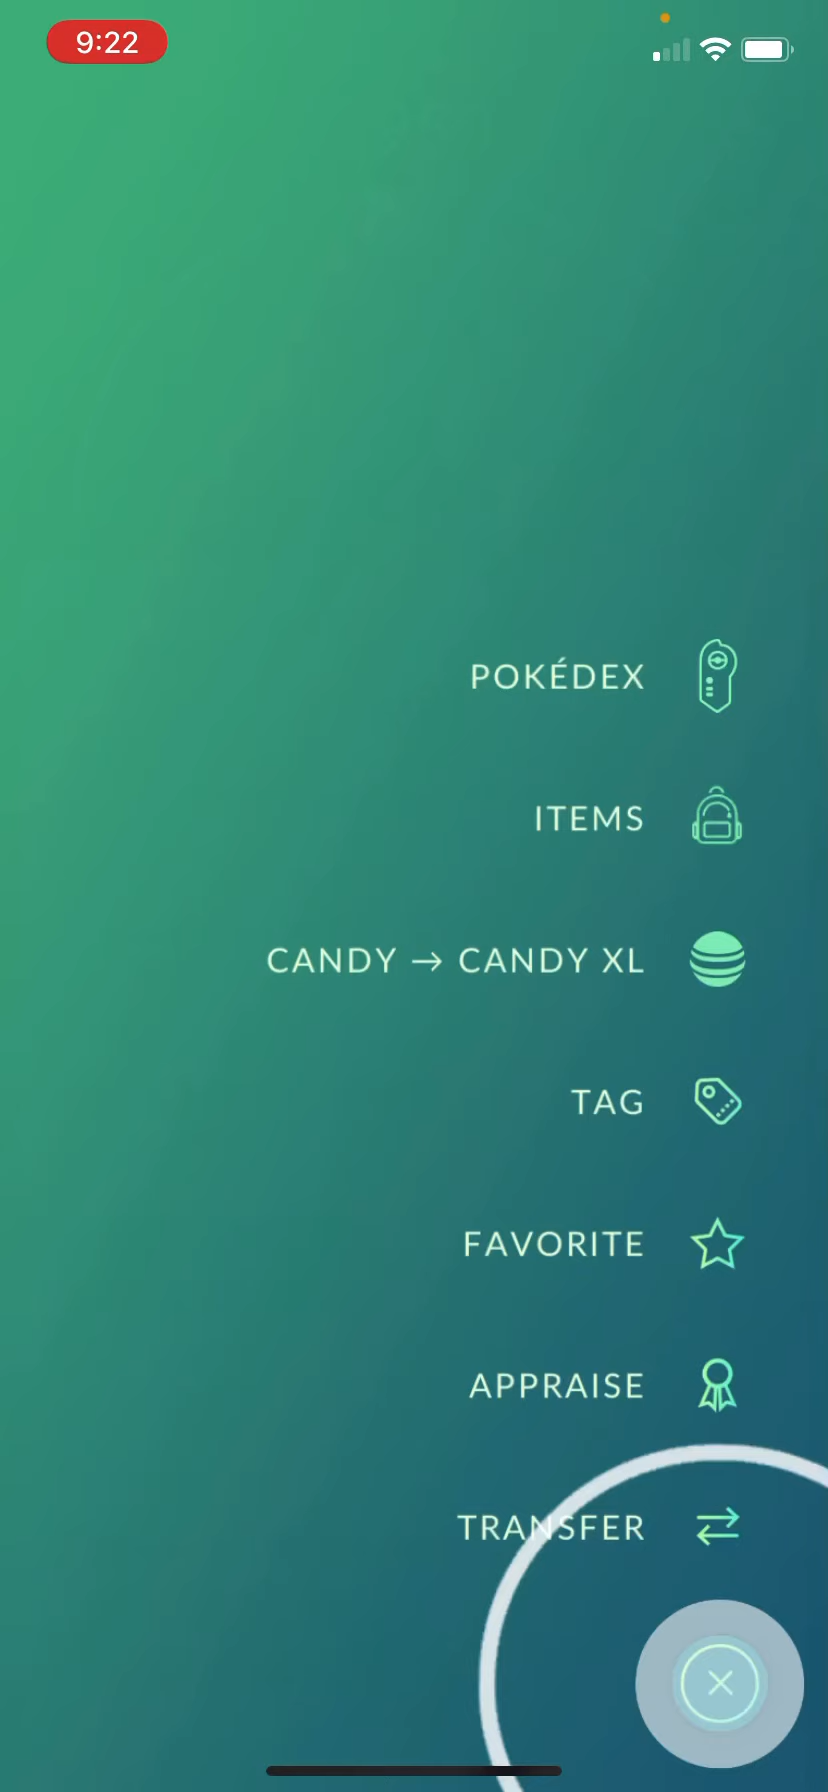 9:22
POKÉDEX
ITEMS
CANDY → CANDY XL
TAG
FAVORITE
APPRAISE
TRANSFER